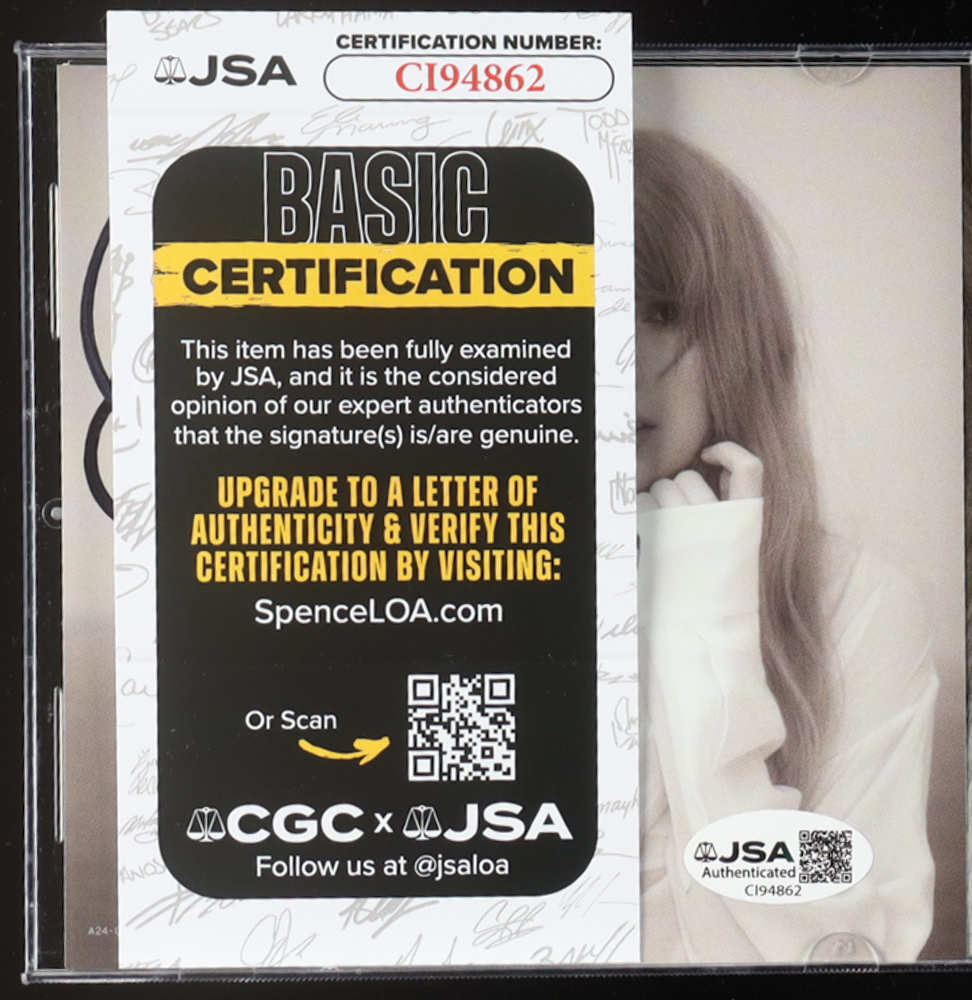 JSA
CERTIFICATION NUMBER:
CI94862
BASIC
CERTIFICATION
This item has been fully examined
by JSA, and it is the considered
opinion of our expert authenticators
that the signature(s) is/are genuine.
UPGRADE TO A LETTER OF
AUTHENTICITY & VERIFY THIS
CERTIFICATION BY VISITING:
SpenceLOA.com
Or Scan
CGC x JSA
Follow us at @jsaloa
JSA
Authenticated
CI94862